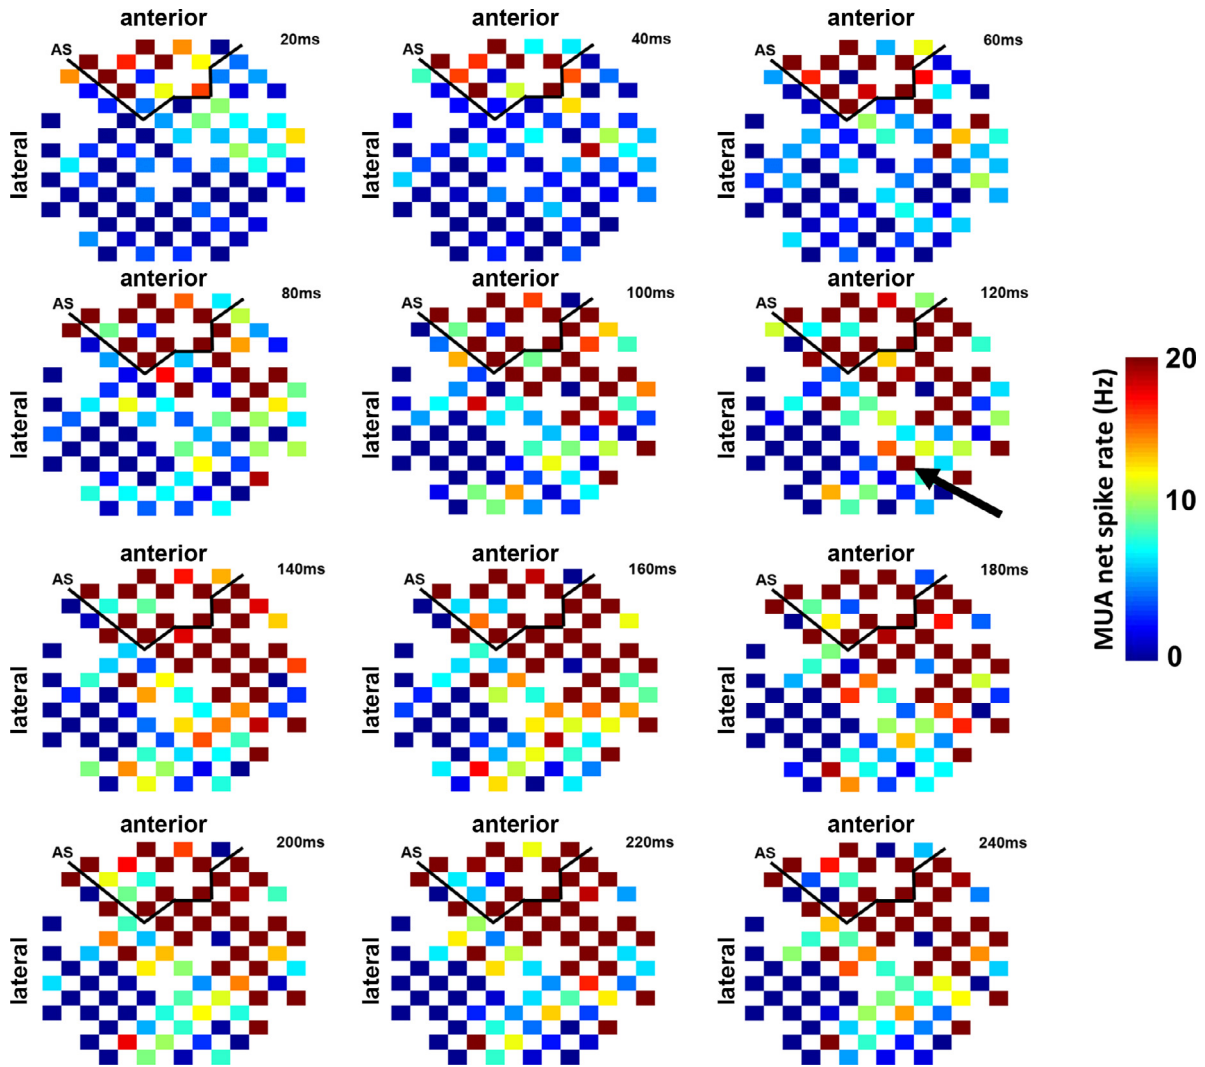 anterior anterior anterior
AS 20ms AS 40ms AS 60ms
lateral lateral lateral
anterior anterior anterior
AS 80ms AS 100ms AS 120ms
lateral lateral lateral
20
10
0
MUA net spike rate (Hz)
anterior anterior anterior
AS 140ms AS 160ms AS 180ms
lateral lateral lateral
anterior anterior anterior
AS 200ms AS 220ms AS 240ms
lateral lateral lateral